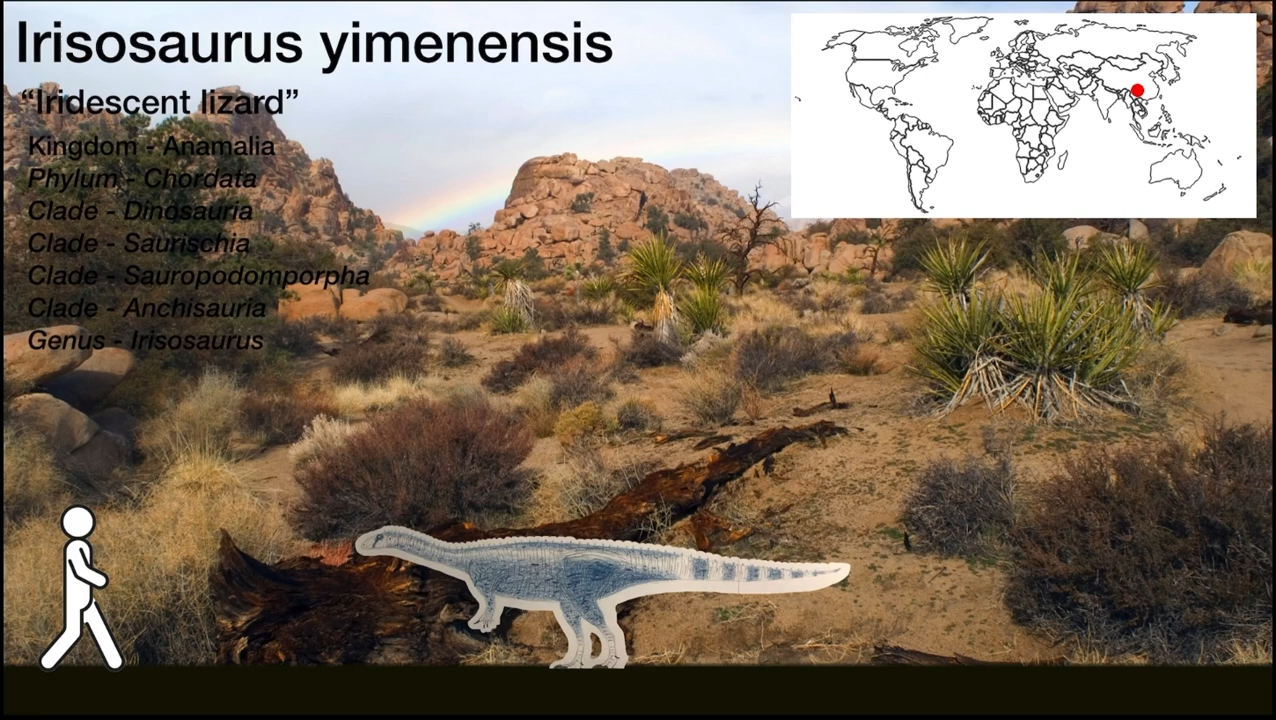 Irisosaurus yimenensis
“Iridescent lizard”
Kingdom - Anamalia
Phylum - Chordata
Clade - Dinosauria
Clade - Saurischia
Clade - Sauropodomporpha
Clade - Anchisauria
Genus - Irisosaurus